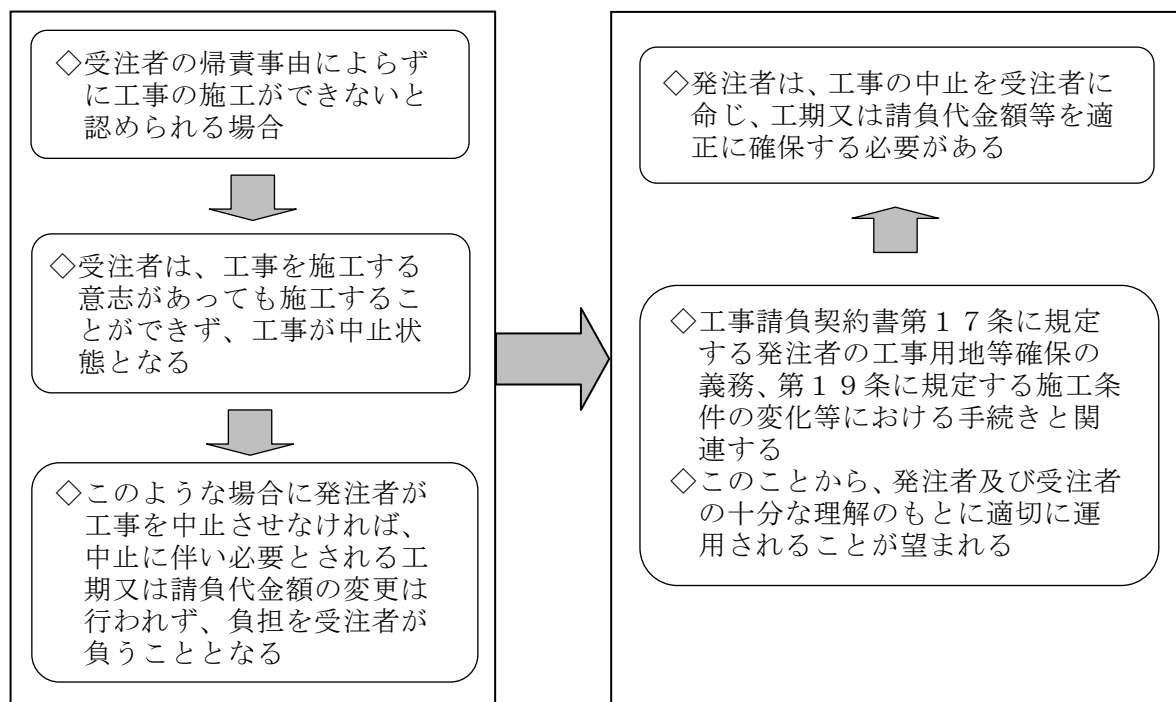 ◇受注者の帰責事由によらず
に工事の施工ができないと
認められる場合
◇受注者は、工事を施工する
意志があっても施工するこ
とができず、工事が中止状
態となる
◇このような場合に発注者が
工事を中止させなければ、
中止に伴い必要とされる工
期又は請負代金額の変更は
行われず、負担を受注者が
負うこととなる
◇発注者は、工事の中止を受注者に
命じ、工期又は請負代金額等を適
正に確保する必要がある
◇工事請負契約書第１７条に規定
する発注者の工事用地等確保の
義務、第１９条に規定する施工条
件の変化等における手続きと関
連する
◇このことから、発注者及び受注者
の十分な理解のもとに適切に運
用されることが望まれる